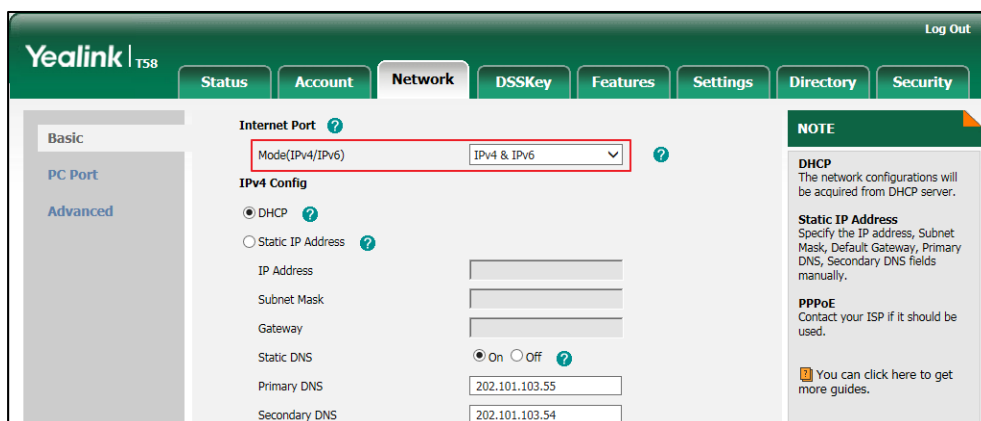 Log Out
Yealink T58
Status Account Network DSSKey Features Settings Directory Security
Basic
PC Port
Advanced
Internet Port ?
Mode(IPv4/IPv6) IPv4 & IPv6 ?
IPv4 Config
DHCP ?
Static IP Address ?
IP Address
Subnet Mask
Gateway
Static DNS On Off ?
Primary DNS 202.101.103.55
Secondary DNS 202.101.103.54
NOTE
DHCP
The network configurations will
be acquired from DHCP server.
Static IP Address
Specify the IP address, Subnet
Mask, Default Gateway, Primary
DNS, Secondary DNS fields
manually.
PPPoE
Contact your ISP if it should be
used.
? You can click here to get
more guides.